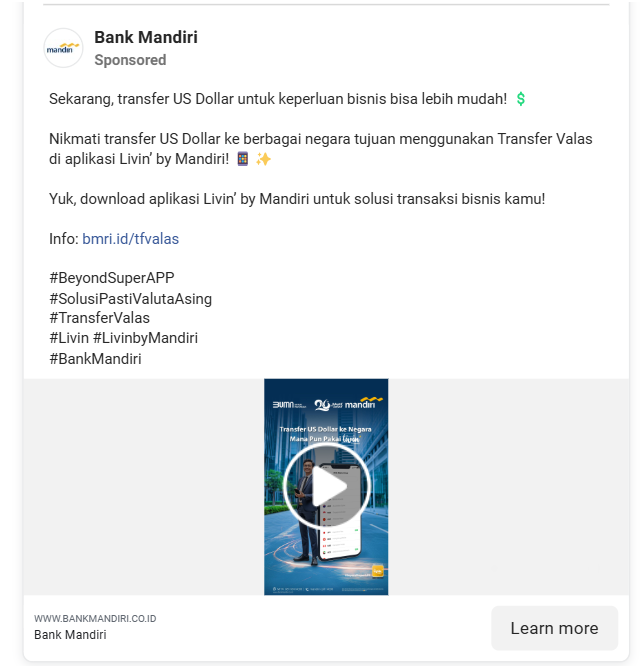 Bank Mandiri
Sponsored
mandiri
Sekarang, transfer US Dollar untuk keperluan bisnis bisa lebih mudah! 💲
Nikmati transfer US Dollar ke berbagai negara tujuan menggunakan Transfer Valas
di aplikasi Livin’ by Mandiri! 📱 ✨
Yuk, download aplikasi Livin’ by Mandiri untuk solusi transaksi bisnis kamu!
Info: bmri.id/tfvalas
#BeyondSuperAPP
#SolusiPastiValutaAsing
#TransferValas
#Livin #LivinbyMandiri
#BankMandiri
BUMN
mandiri
Transfer US Dollar ke Negara
Mana Pun Pakai
WWW.BANKMANDIRI.CO.ID
Bank Mandiri
Learn more